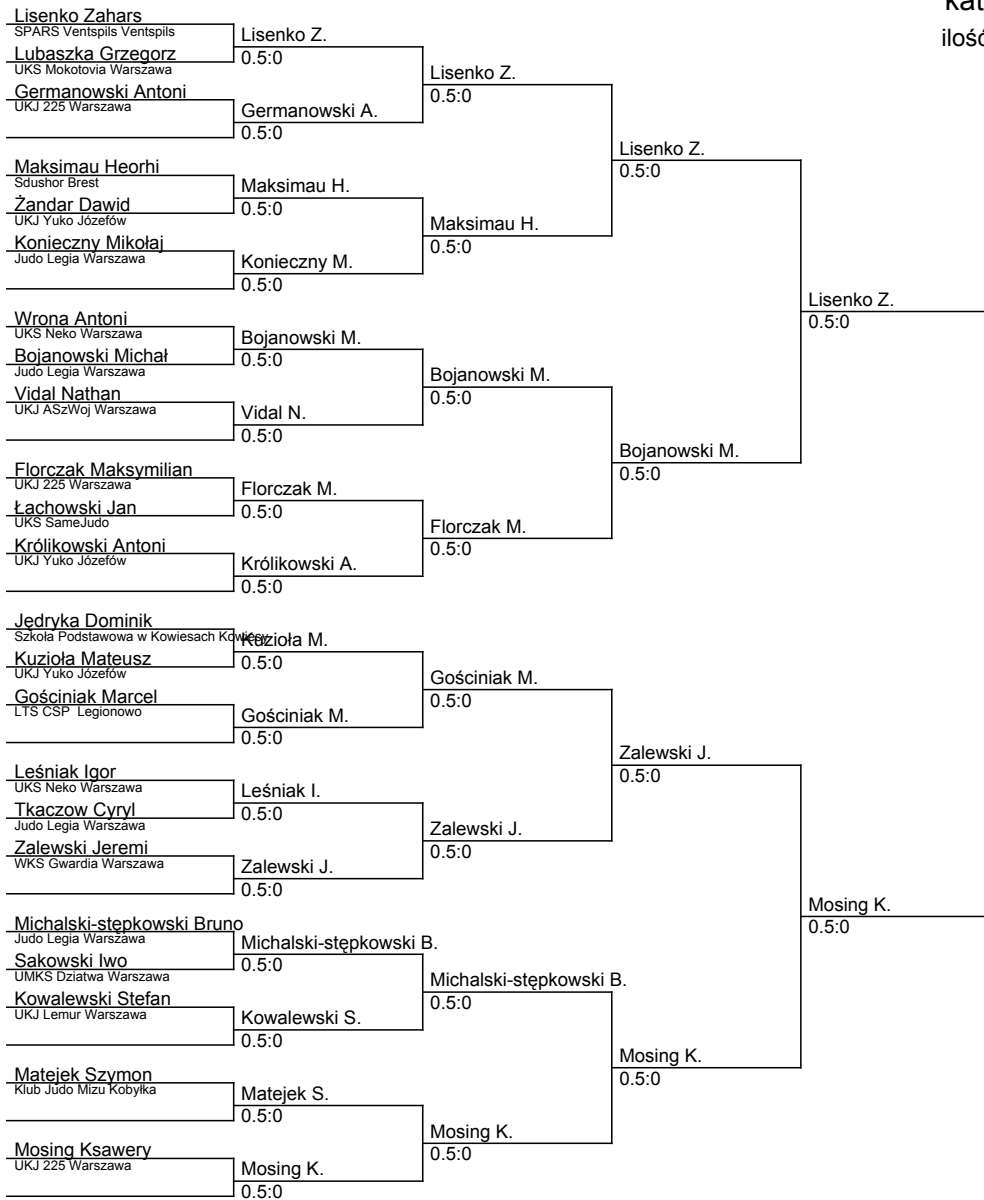 kat
ilość
Lisenko Zahars
SPARS Ventspils Ventspils
Lisenko Z.
Lubaszka Grzegorz
0.5:0
UKS Mokotovia Warszawa
Lisenko Z.
Germanowski Antoni
0.5:0
UKJ 225 Warszawa
Germanowski A.
0.5:0
Lisenko Z.
Maksimau Heorhi
0.5:0
Sdushor Brest
Maksimau H.
Żandar Dawid
0.5:0
UKJ Yuko Józefów
Maksimau H.
Konieczny Mikołaj
0.5:0
Judo Legia Warszawa
Konieczny M.
0.5:0
Lisenko Z.
Wrona Antoni
0.5:0
UKS Neko Warszawa
Bojanowski M.
Bojanowski Michał
0.5:0
Judo Legia Warszawa
Bojanowski M.
Vidal Nathan
0.5:0
UKJ ASzWoj Warszawa
Vidal N.
0.5:0
Bojanowski M.
Florczak Maksymilian
0.5:0
UKJ 225 Warszawa
Florczak M.
Łachowski Jan
0.5:0
UKS SameJudo
Florczak M.
Królikowski Antoni
0.5:0
UKJ Yuko Józefów
Królikowski A.
0.5:0
Jędryka Dominik
Szkoła Podstawowa w Kowiesach Kowiesy
Kuzioła M.
Kuzioła Mateusz
0.5:0
UKJ Yuko Józefów
Gościniak M.
Gościniak Marcel
0.5:0
LTS CSP Legionowo
Gościniak M.
0.5:0
Zalewski J.
Leśniak Igor
0.5:0
UKS Neko Warszawa
Leśniak I.
Tkaczow Cyryl
0.5:0
Judo Legia Warszawa
Zalewski J.
Zalewski Jeremi
0.5:0
WKS Gwardia Warszawa
Zalewski J.
0.5:0
Mosing K.
Michalski-stępkowski Bruno
0.5:0
Judo Legia Warszawa
Michalski-stępkowski B.
Sakowski Iwo
0.5:0
UMKS Dziatwa Warszawa
Michalski-stępkowski B.
Kowalewski Stefan
0.5:0
UKJ Lemur Warszawa
Kowalewski S.
0.5:0
Mosing K.
Matejek Szymon
0.5:0
Klub Judo Mizu Kobyłka
Matejek S.
0.5:0
Mosing K.
Mosing Ksawery
0.5:0
UKJ 225 Warszawa
Mosing K.
0.5:0